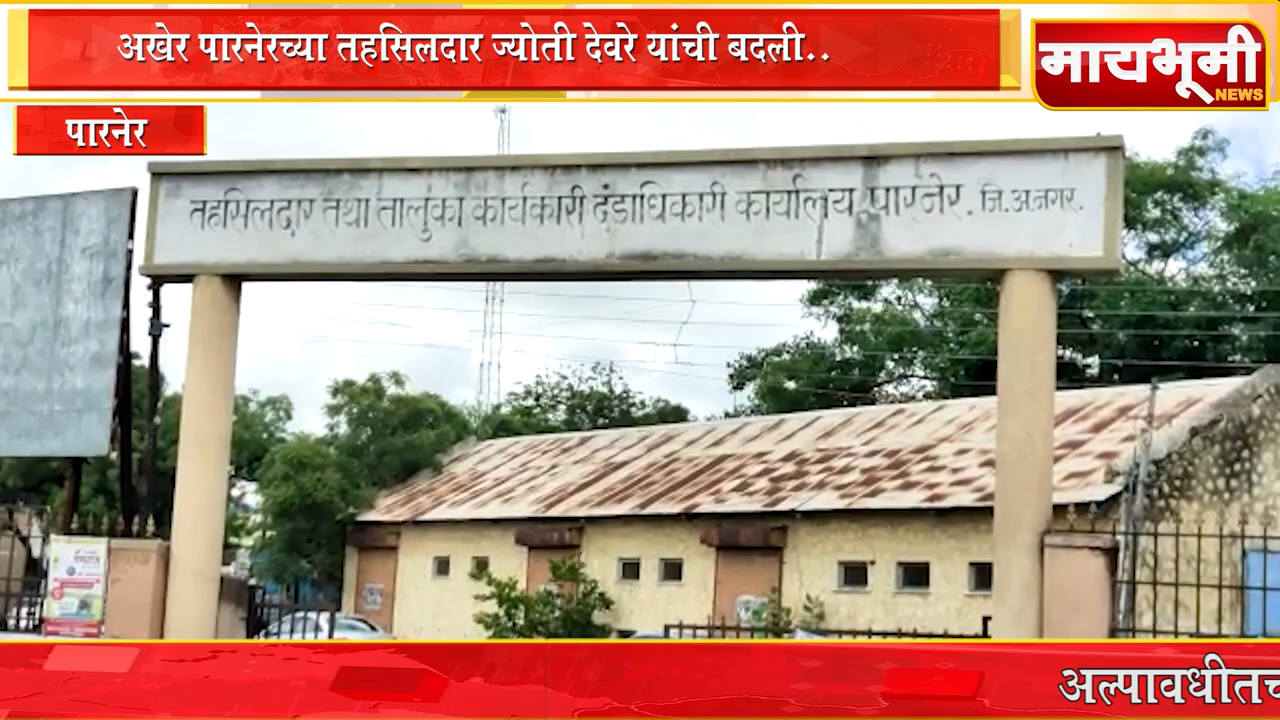 अखेर पारनेरच्या तहसिलदार ज्योती देवरे यांची बदली..
मायभूमी
NEWS
पारनेर
तहसिलदार तथा तालुका कार्यकारी दंडाधिकारी कार्यालय पारनेर. जि.अ.नगर.
अल्पावधीतच